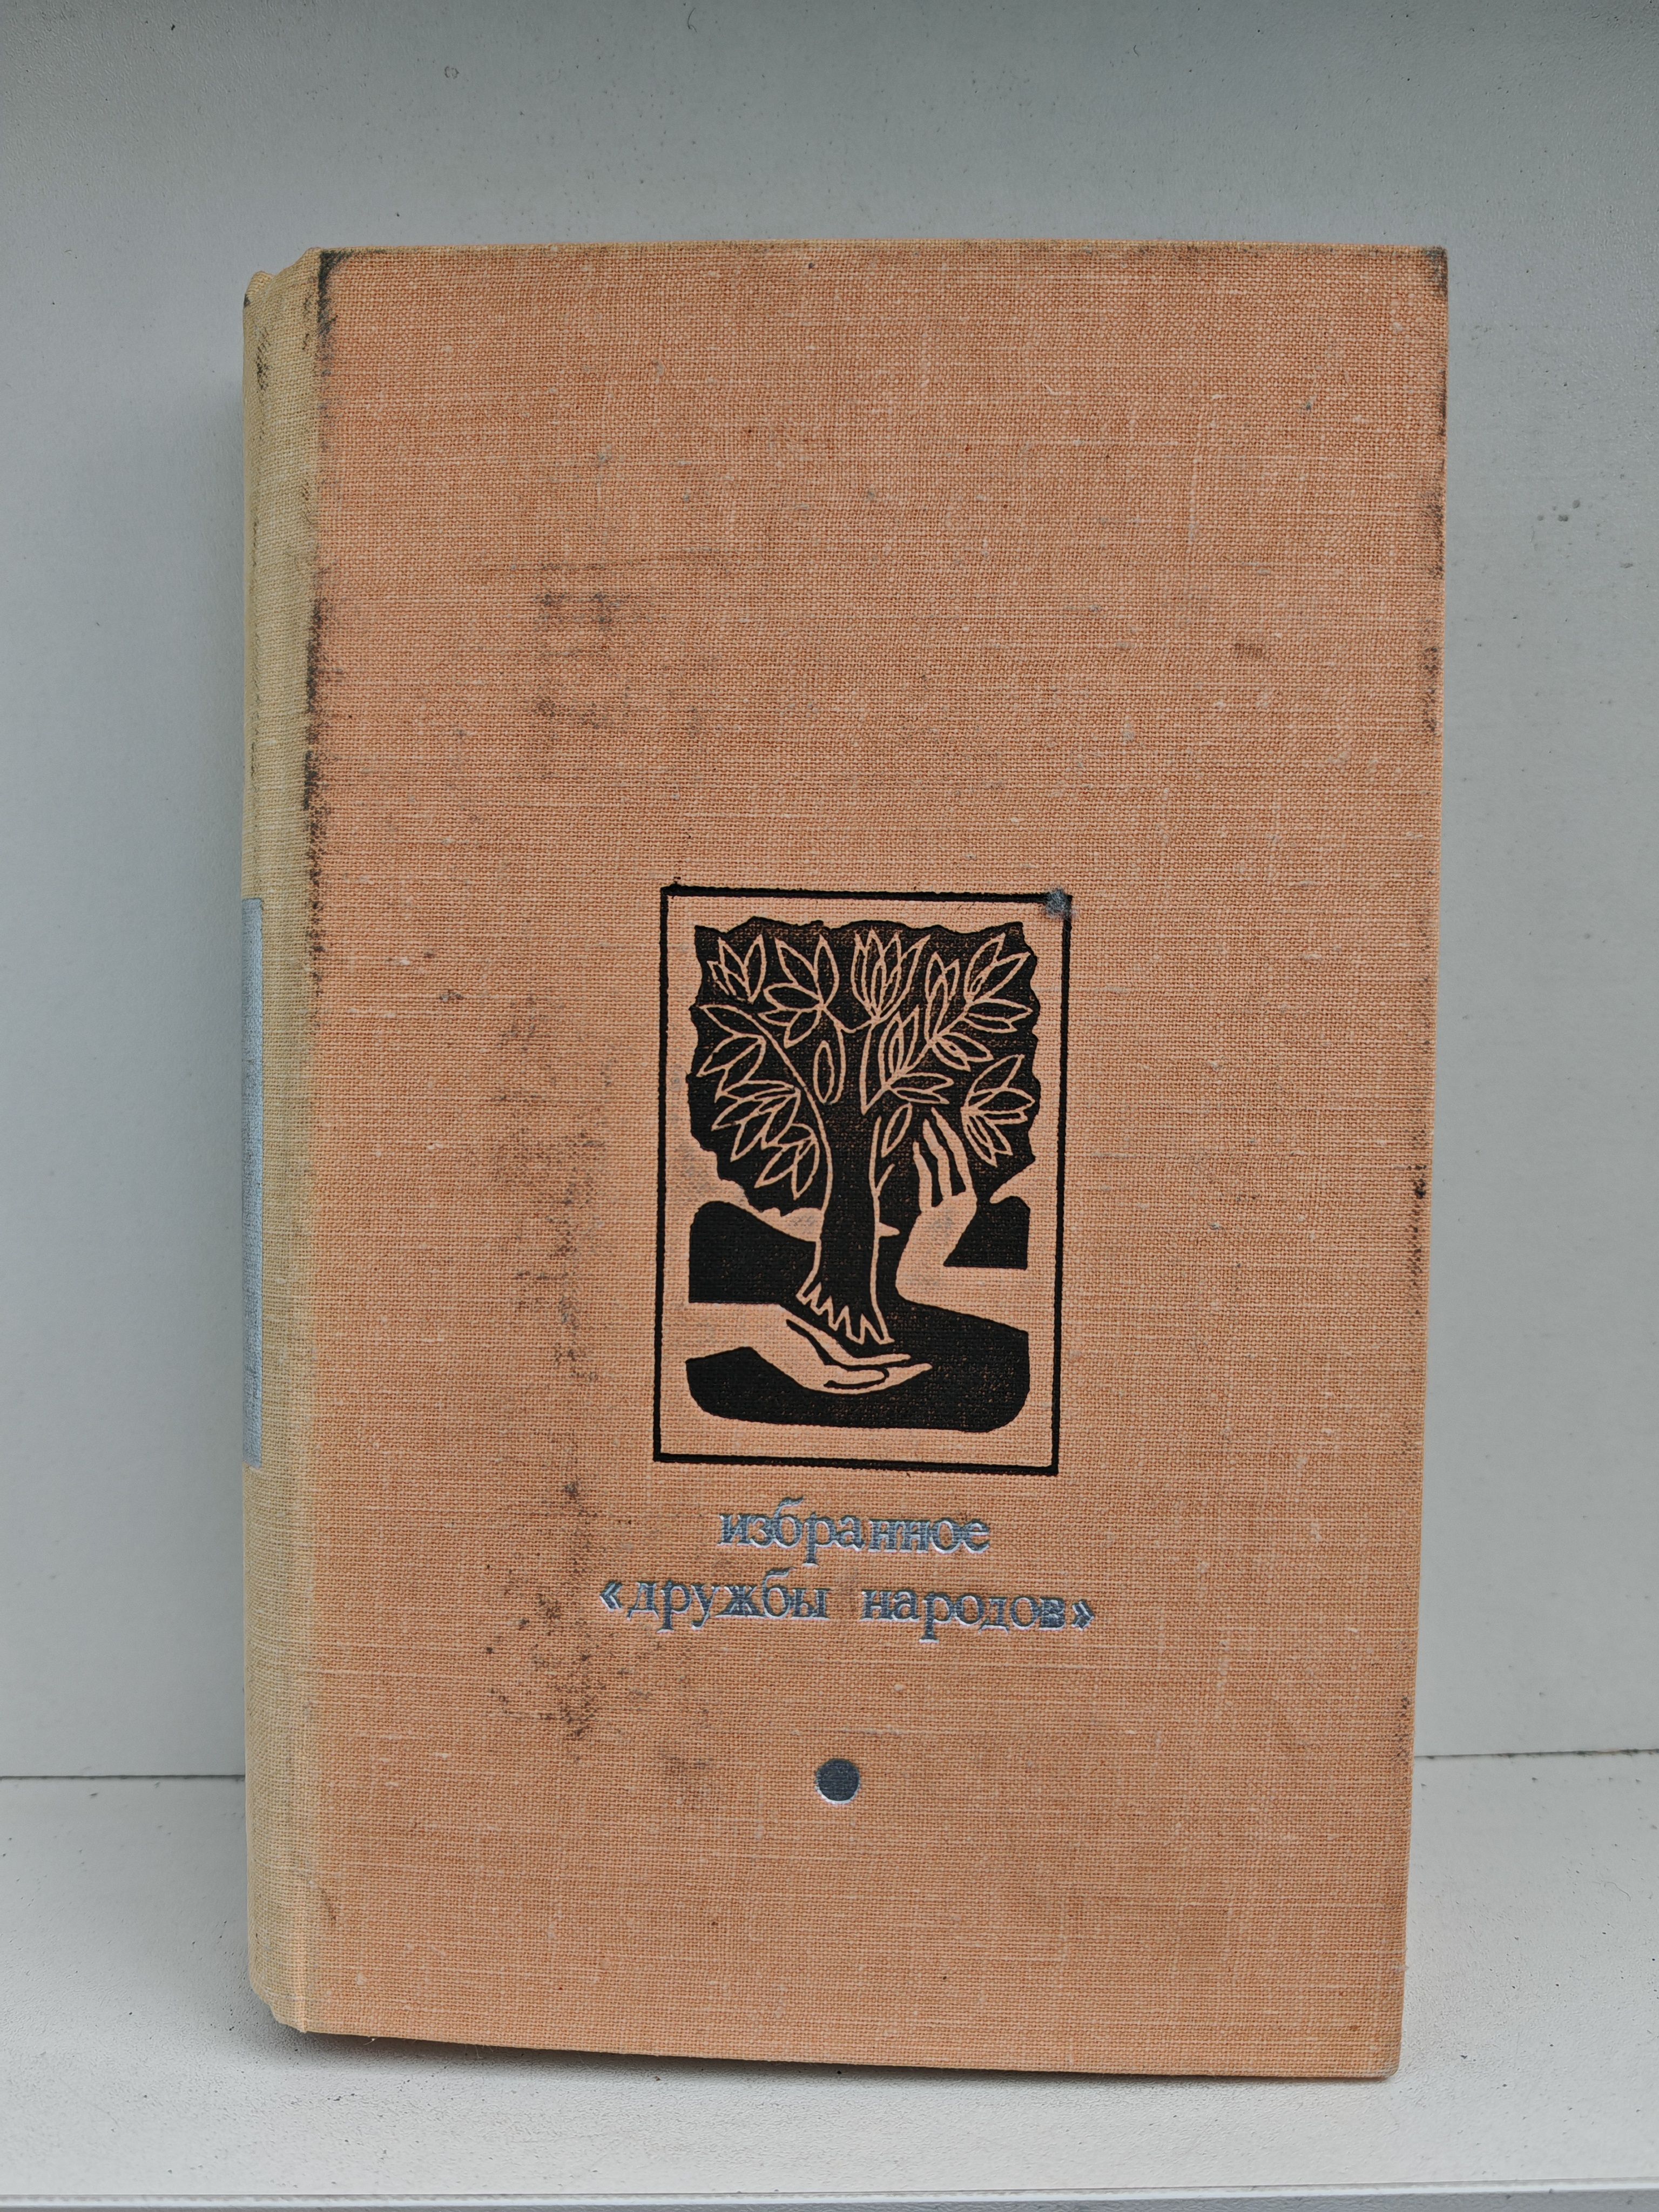 избранное
«дружбы народов»